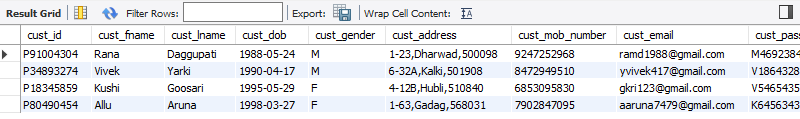 Result Grid Filter Rows: Export: Wrap Cell Content:
cust_id cust_fname cust_lname cust_dob cust_gender cust_address cust_mob_number cust_email cust_pas
P91004304 Rana Daggupati 1988-05-24 M 1-23,Dharwad,500098 9247252968 ramd1988@gmail.com M4692384
P34893274 Vivek Yarki 1990-04-17 M 6-32A,Kalki,501908 8472949510 yvivek417@gmail.com V1864328
P18345859 Kushi Goosari 1995-05-29 F 4-12B,Hubli,510840 6853095830 gkri123@gmail.com V5465435
P80490454 Allu Aruna 1998-03-27 F 1-63,Gadag,568031 7902847095 aaruna7479@gmail.com K6456343